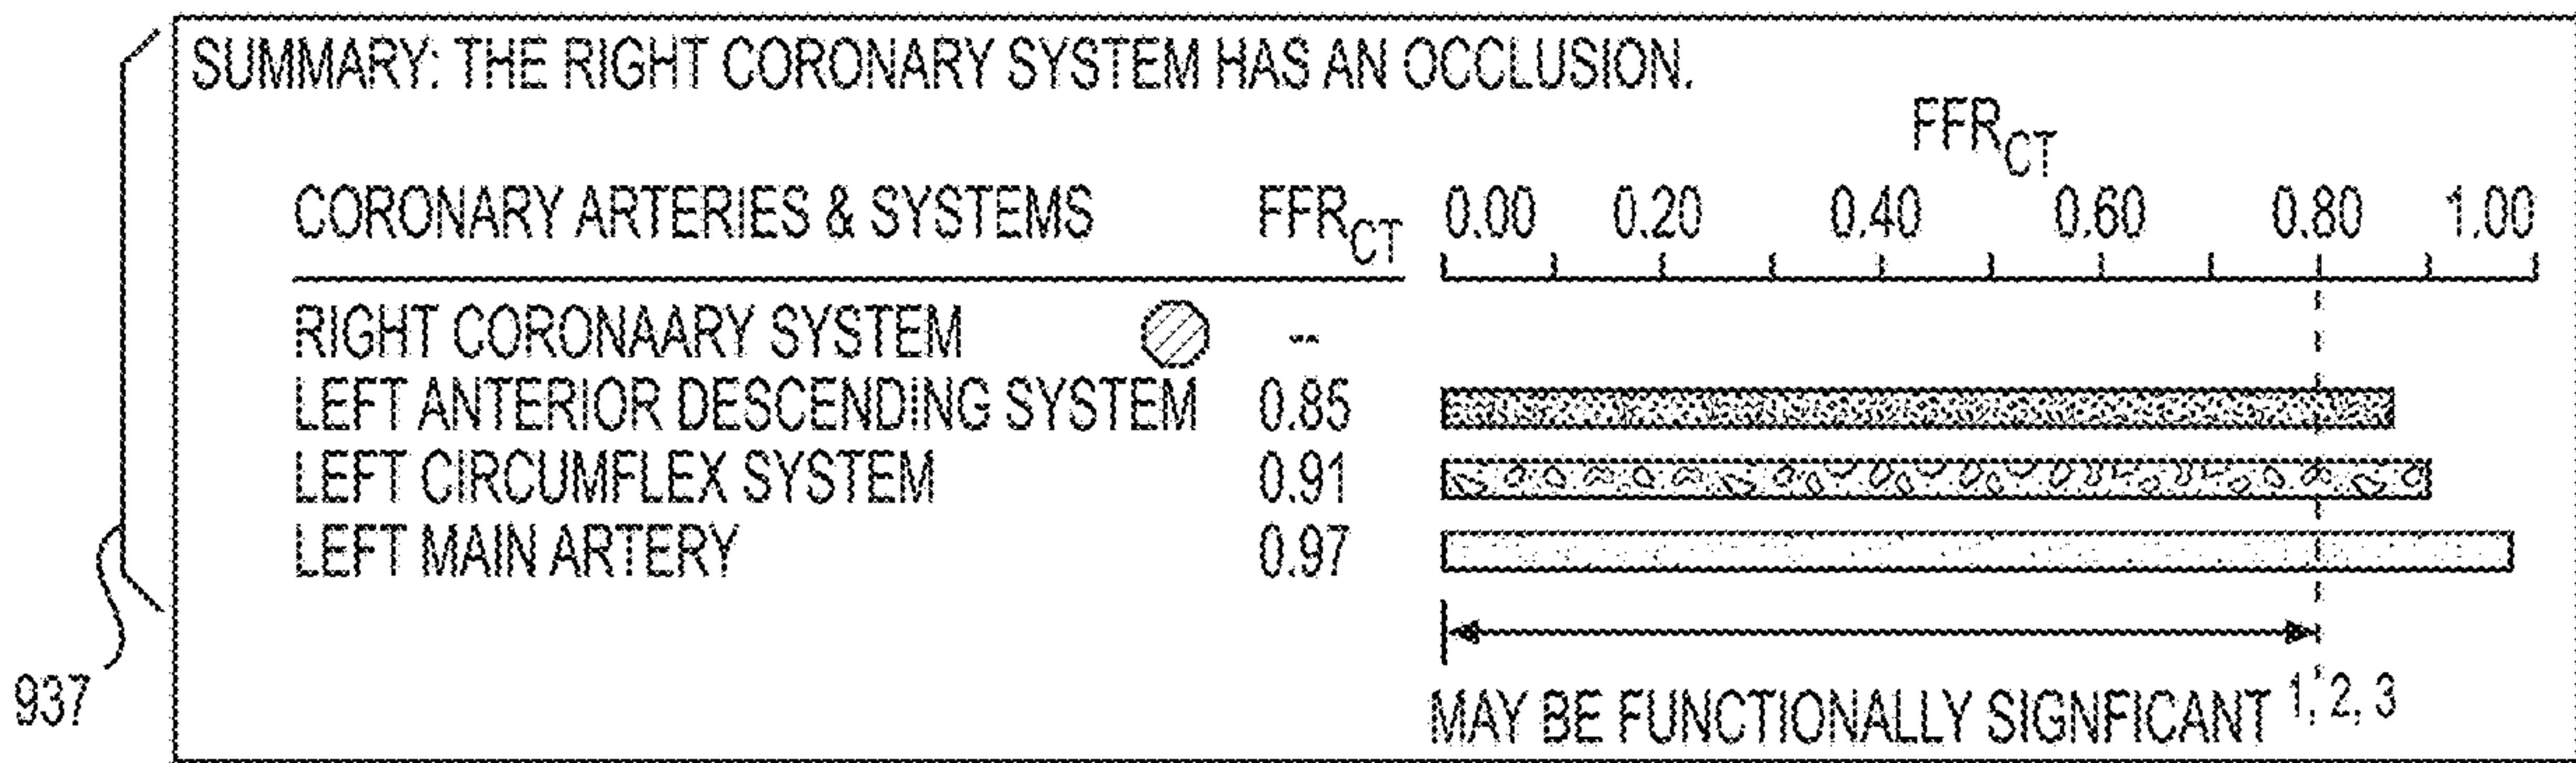 SUMMARY: THE RIGHT CORONARY SYSTEM HAS AN OCCLUSION.
FFRCT
CORONARY ARTERIES & SYSTEMS FFRCT 0.00 0.20 0.40 0.60 0.80 1.00
RIGHT CORONAARY SYSTEM --
LEFT ANTERIOR DESCENDING SYSTEM 0.85
LEFT CIRCUMFLEX SYSTEM 0.91
LEFT MAIN ARTERY 0.97
937
MAY BE FUNCTIONALLY SIGNFICANT 1, 2, 3